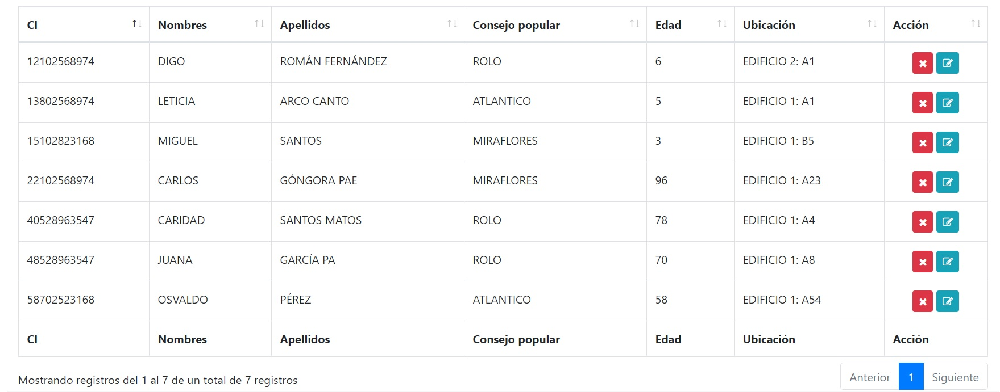 CI Nombres Apellidos Consejo popular Edad Ubicación Acción
12102568974 DIGO ROMÁN FERNÁNDEZ ROLO 6 EDIFICIO 2: A1
13802568974 LETICIA ARCO CANTO ATLANTICO 5 EDIFICIO 1: A1
15102823168 MIGUEL SANTOS MIRAFLORES 3 EDIFICIO 1: B5
22102568974 CARLOS GÓNGORA PAE MIRAFLORES 96 EDIFICIO 1: A23
40528963547 CARIDAD SANTOS MATOS ROLO 78 EDIFICIO 1: A4
48528963547 JUANA GARCÍA PA ROLO 70 EDIFICIO 1: A8
58702523168 OSVALDO PÉREZ ATLANTICO 58 EDIFICIO 1: A54
CI Nombres Apellidos Consejo popular Edad Ubicación Acción
Mostrando registros del 1 al 7 de un total de 7 registros Anterior 1 Siguiente